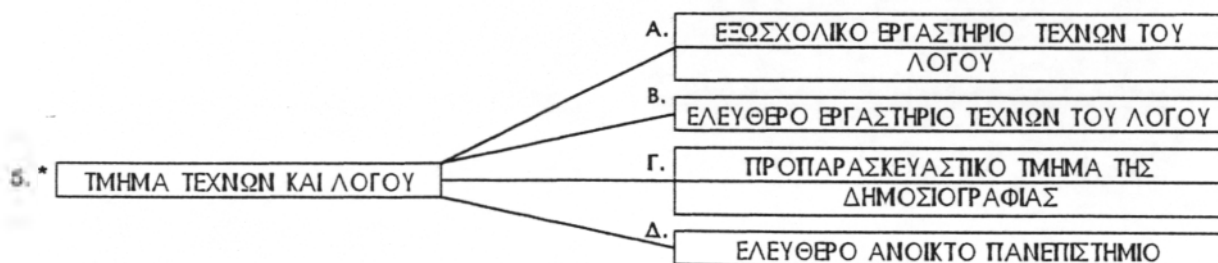 Α. ΕΞΩΣΧΟΛΙΚΟ ΕΡΓΑΣΤΗΡΙΟ ΤΕΧΝΩΝ ΤΟΥ
ΛΟΓΟΥ
Β. ΕΛΕΥΘΕΡΟ ΕΡΓΑΣΤΗΡΙΟ ΤΕΧΝΩΝ ΤΟΥ ΛΟΓΟΥ
5. * ΤΜΗΜΑ ΤΕΧΝΩΝ ΚΑΙ ΛΟΓΟΥ
Γ. ΠΡΟΠΑΡΑΣΚΕΥΑΣΤΙΚΟ ΤΜΗΜΑ ΤΗΣ
ΔΗΜΟΣΙΟΓΡΑΦΙΑΣ
Δ. ΕΛΕΥΘΕΡΟ ΑΝΟΙΚΤΟ ΠΑΝΕΠΙΣΤΗΜΙΟ